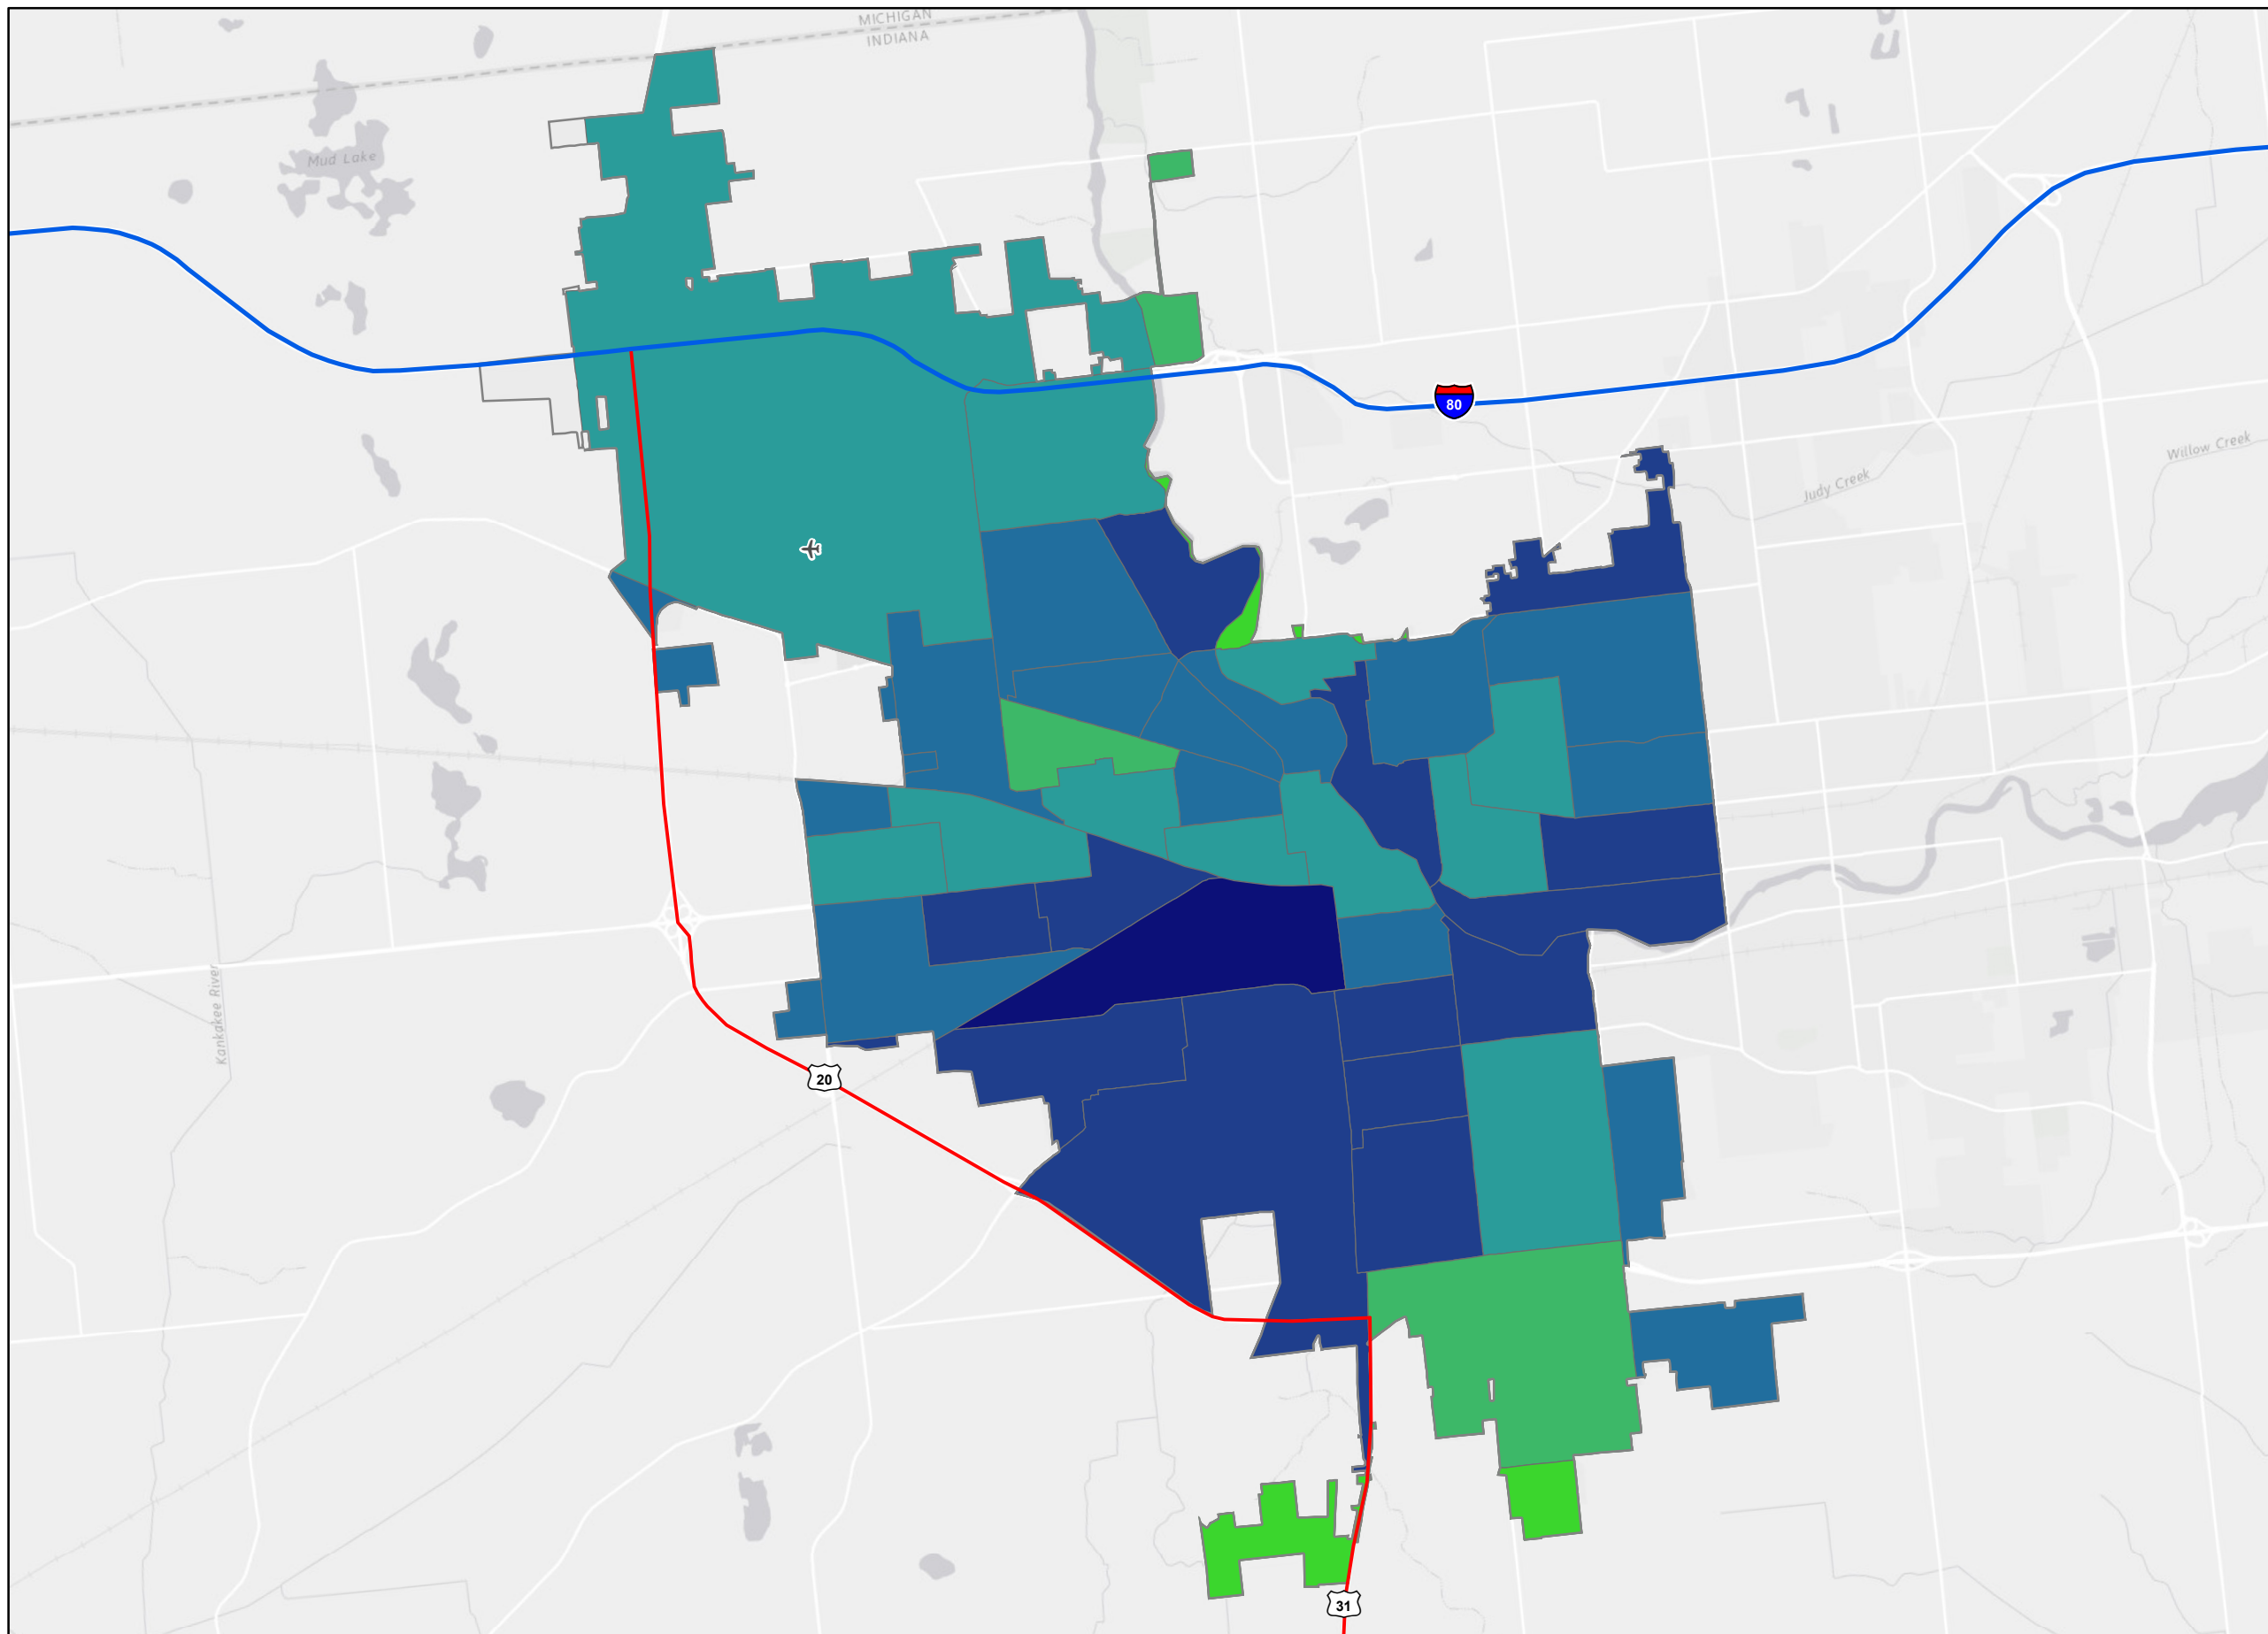 MICHIGAN
INDIANA
Mud Lake
80
Willow Creek
Judy Creek
Kankakee River
20
31